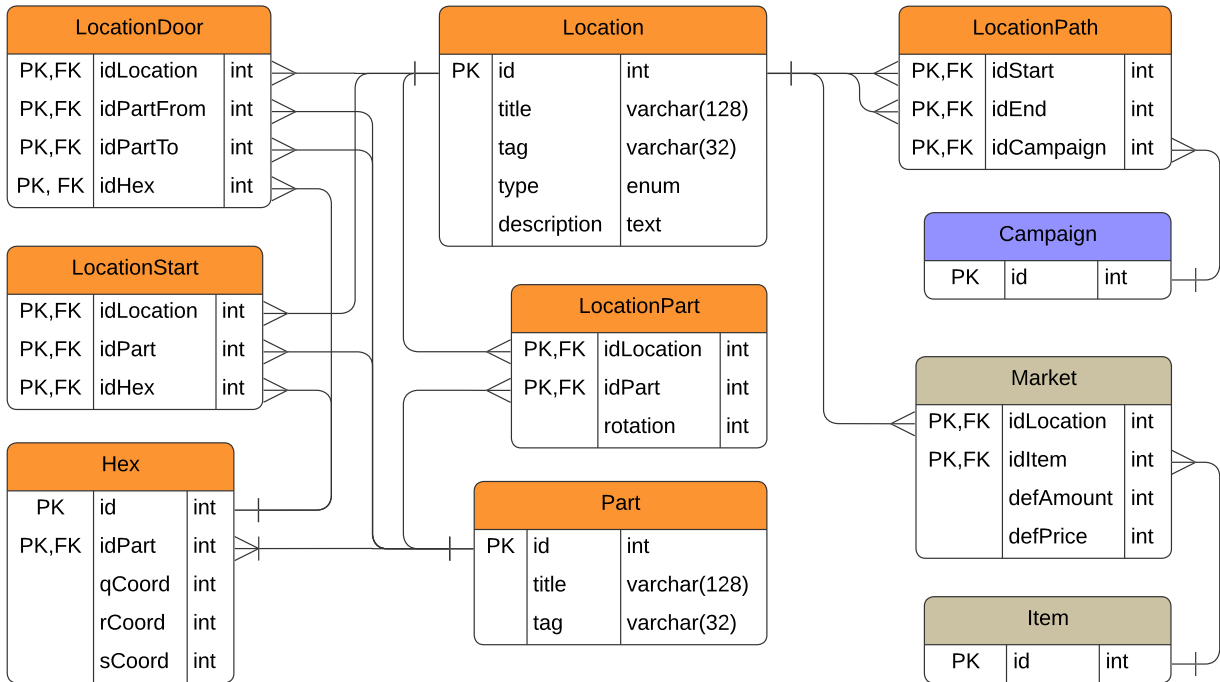 LocationDoor
PK,FK idLocation int
PK,FK idPartFrom int
PK,FK idPartTo int
PK, FK idHex int
Location
PK id int
title varchar(128)
tag varchar(32)
type enum
description text
LocationPath
PK,FK idStart int
PK,FK idEnd int
PK,FK idCampaign int
Campaign
PK id int
LocationStart
PK,FK idLocation int
PK,FK idPart int
PK,FK idHex int
LocationPart
PK,FK idLocation int
PK,FK idPart int
rotation int
Market
PK,FK idLocation int
PK,FK idItem int
defAmount int
defPrice int
Hex
PK id int
PK,FK idPart int
qCoord int
rCoord int
sCoord int
Part
PK id int
title varchar(128)
tag varchar(32)
Item
PK id int